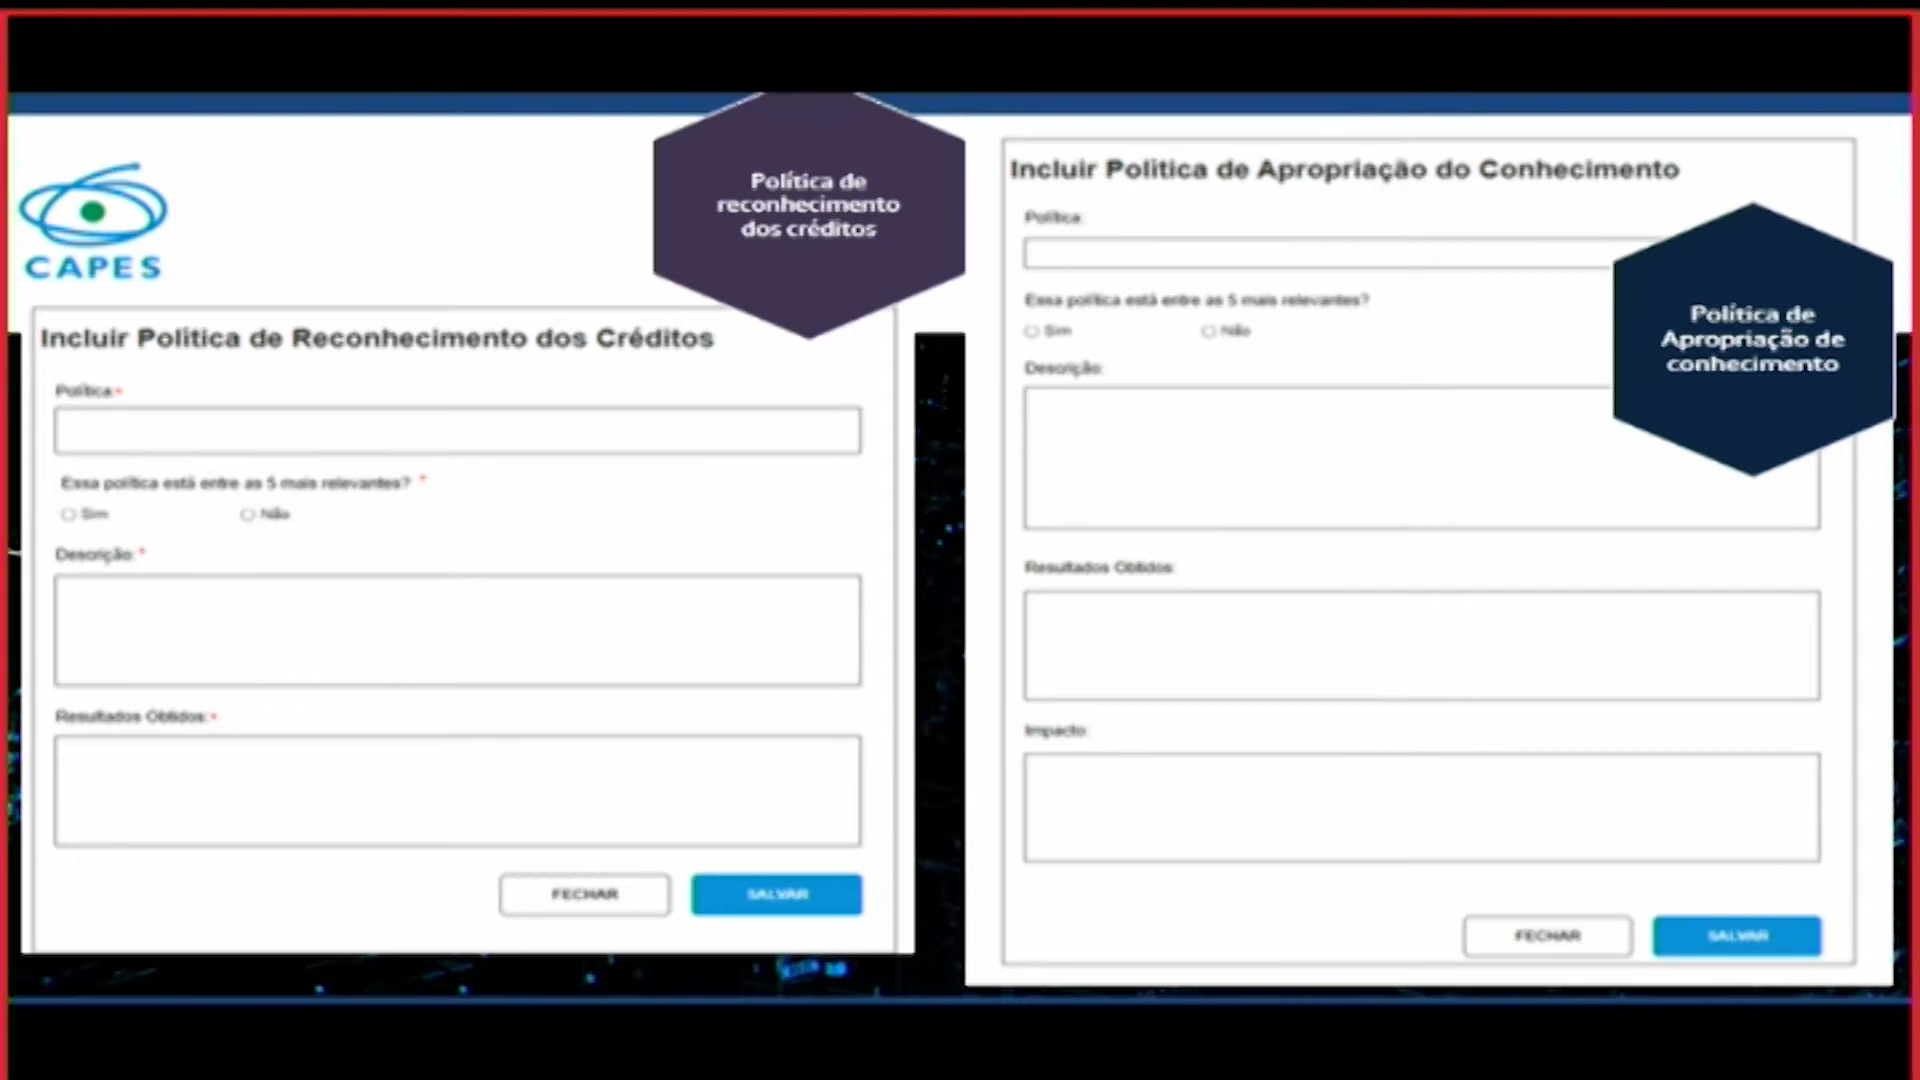 CAPES
Política de
reconhecimento
dos créditos
Incluir Política de Reconhecimento dos Créditos
Política:*
Essa política está entre as 5 mais relevantes? *
Sim Não
Descrição: *
Resultados Obtidos:*
FECHAR SALVAR
Incluir Política de Apropriação do Conhecimento
Política:
Essa política está entre as 5 mais relevantes?
Sim Não
Descrição:
Resultados Obtidos:
Impacto:
FECHAR SALVAR
Política de
Apropriação de
conhecimento